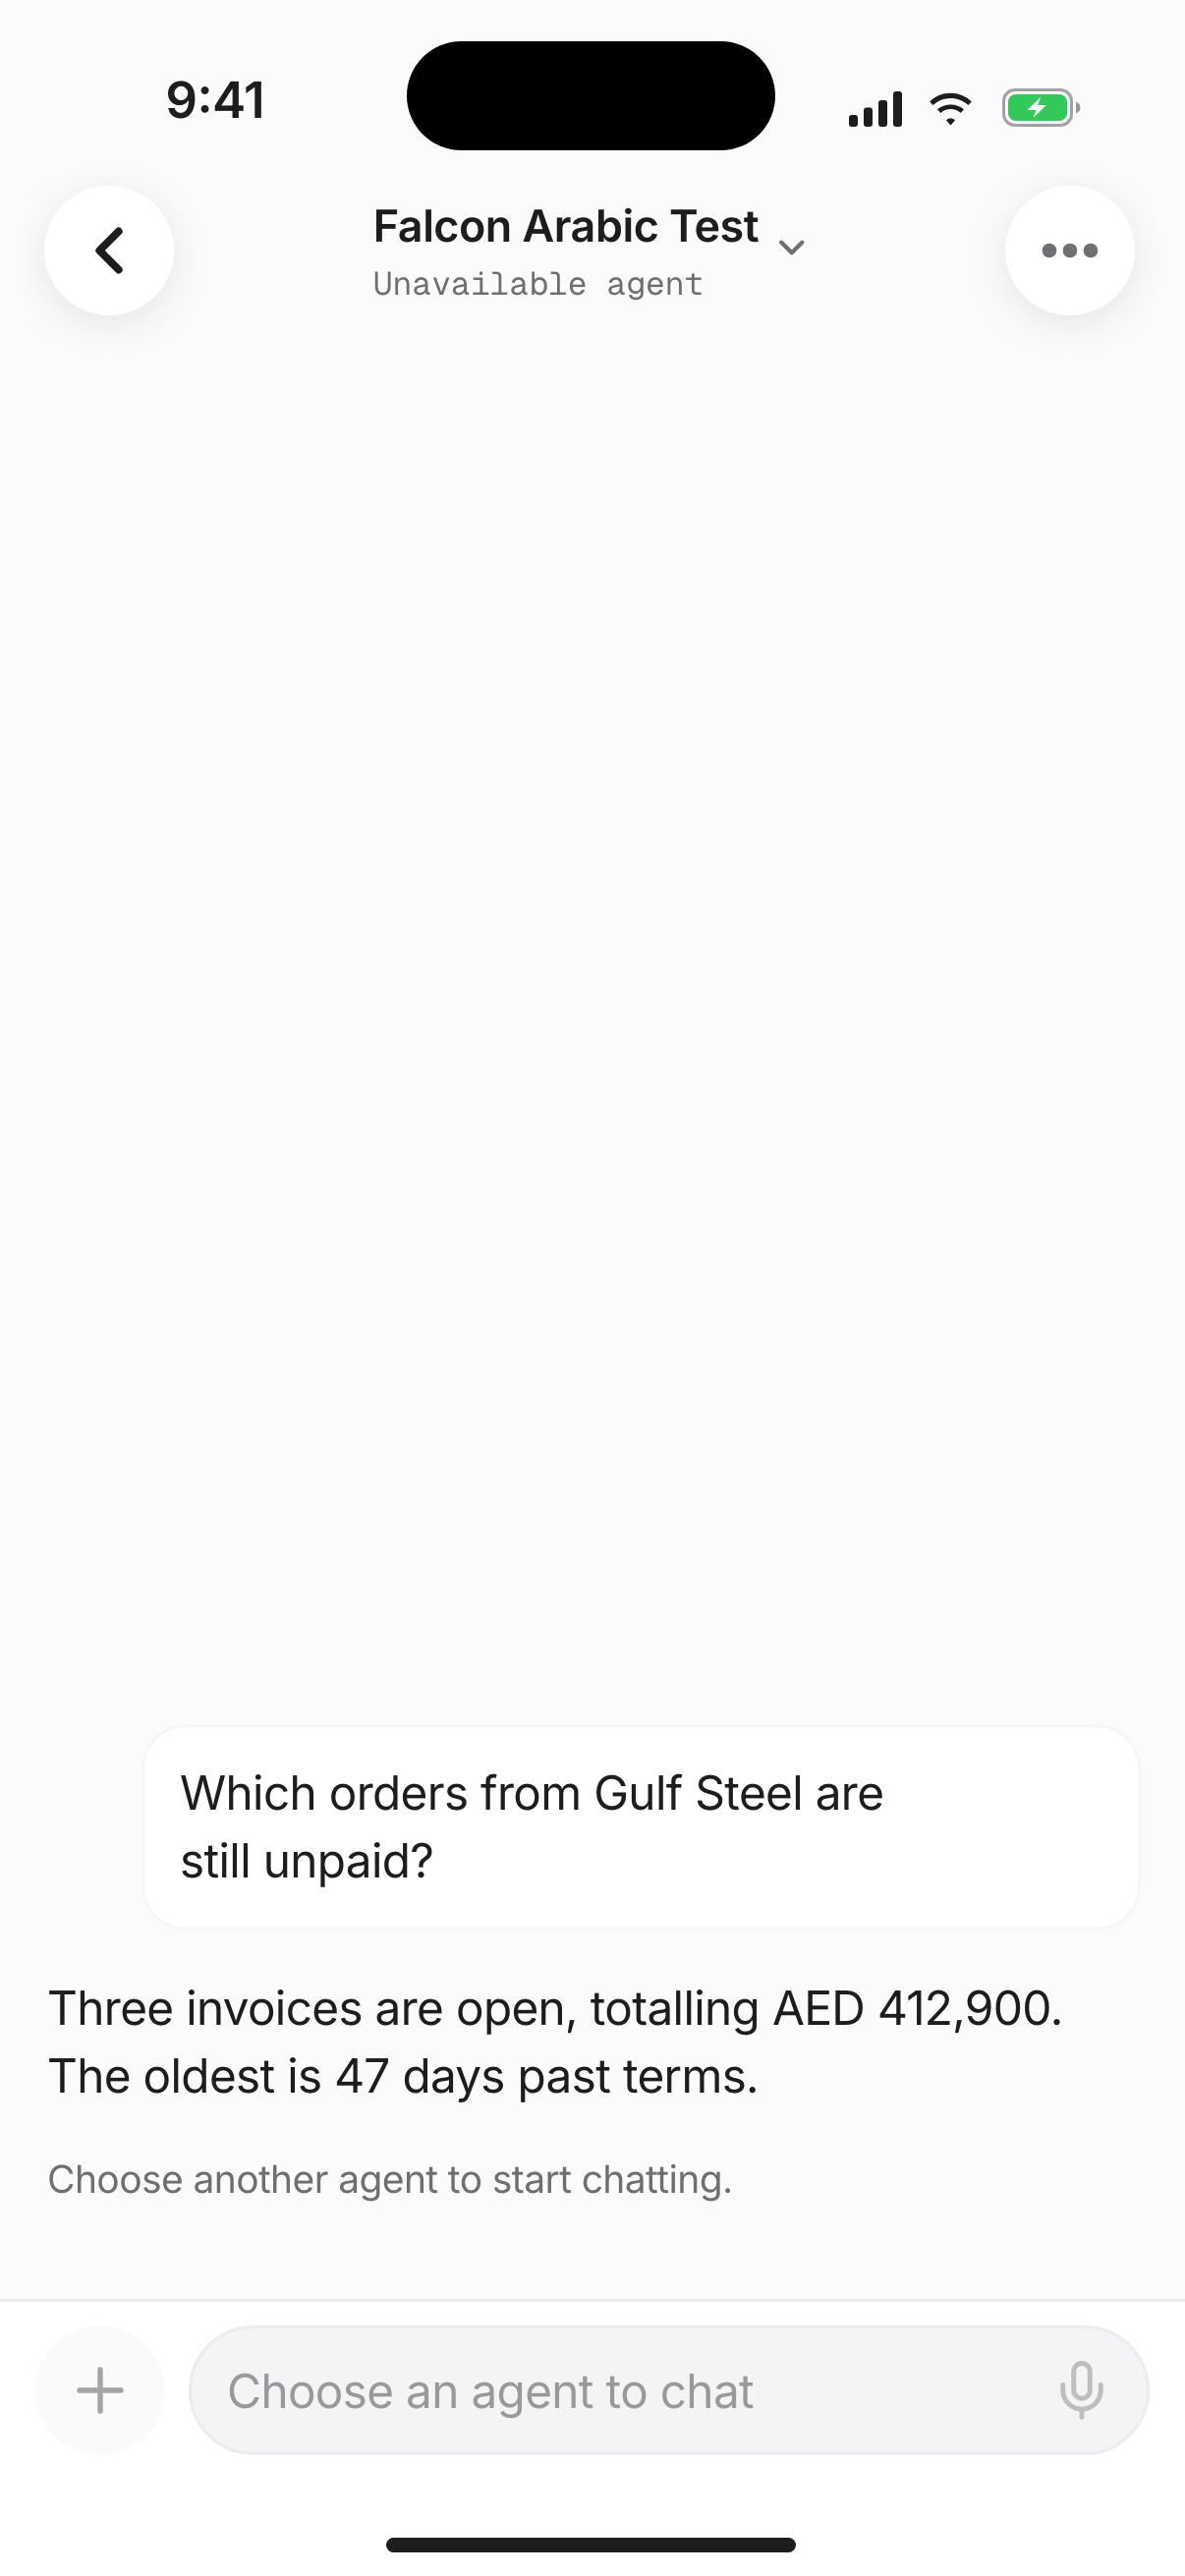 9:41
Falcon Arabic Test
Unavailable agent
Which orders from Gulf Steel are
still unpaid?
Three invoices are open, totalling AED 412,900.
The oldest is 47 days past terms.
Choose another agent to start chatting.
Choose an agent to chat